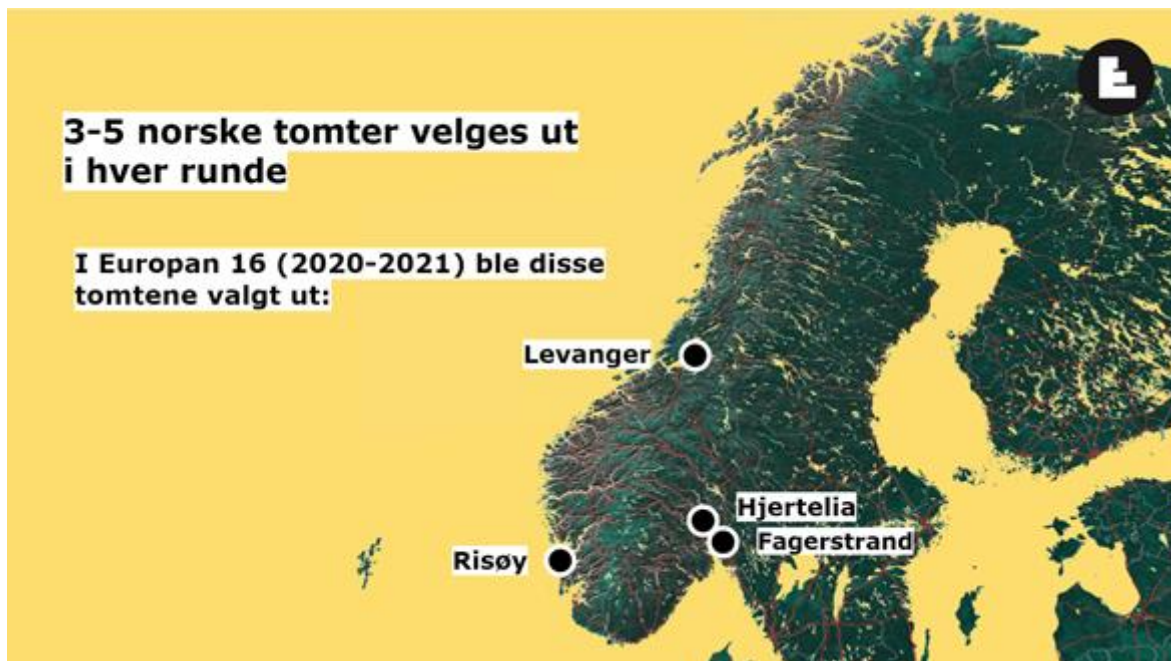 3-5 norske tomter velges ut
i hver runde
I Europan 16 (2020-2021) ble disse
tomtene valgt ut:
Levanger
Hjertelia
Fagerstrand
Risøy